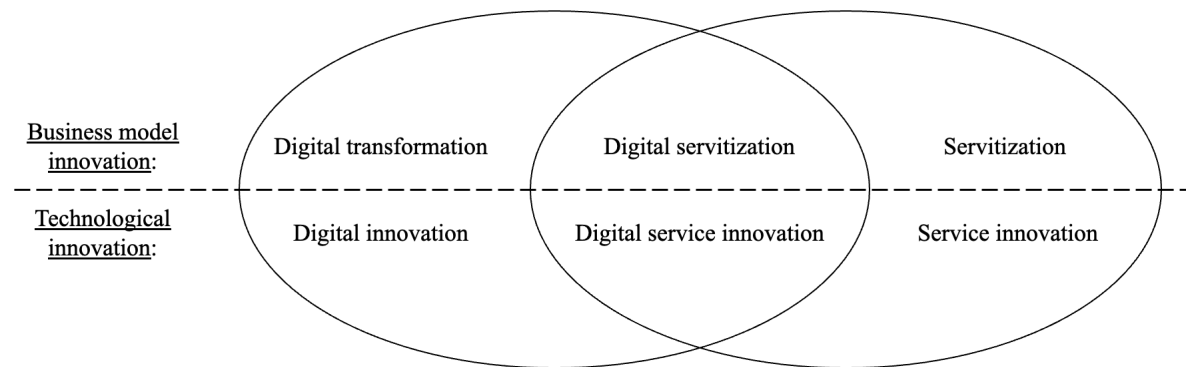 Business model
innovation:
Digital transformation
Digital servitization
Servitization
Technological
innovation:
Digital innovation
Digital service innovation
Service innovation